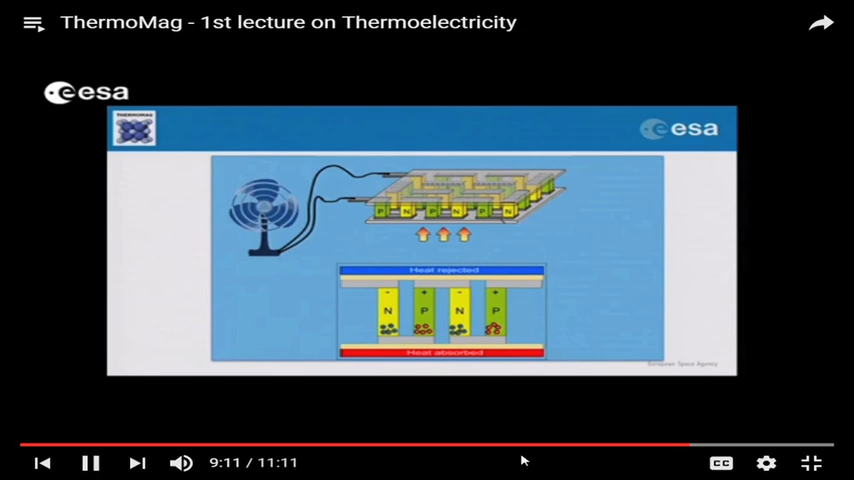 ThermoMag - 1st lecture on Thermoelectricity
esa
THERMOMAG
esa
P N P N P N
Heat rejected
- + - +
N P N P
Heat absorbed
European Space Agency
9:11 / 11:11
CC